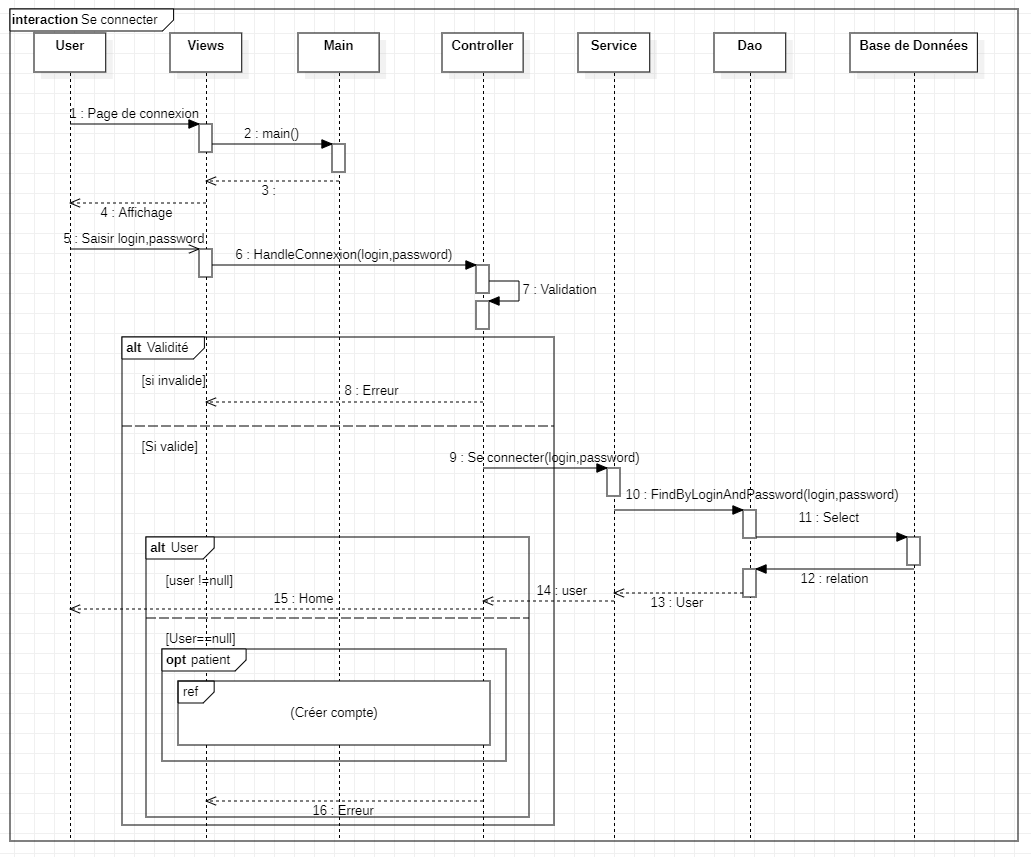 interaction Se connecter
User
Views
Main
Controller
Service
Dao
Base de Données
1 : Page de connexion
2 : main()
3 :
4 : Affichage
5 : Saisir login,password
6 : HandleConnexion(login,password)
7 : Validation
alt Validité
[si invalide]
8 : Erreur
[Si valide]
9 : Se connecter(login,password)
10 : FindByLoginAndPassword(login,password)
11 : Select
alt User
12 : relation
[user !=null]
14 : user
15 : Home
13 : User
[User==null]
opt patient
ref
(Créer compte)
16 : Erreur